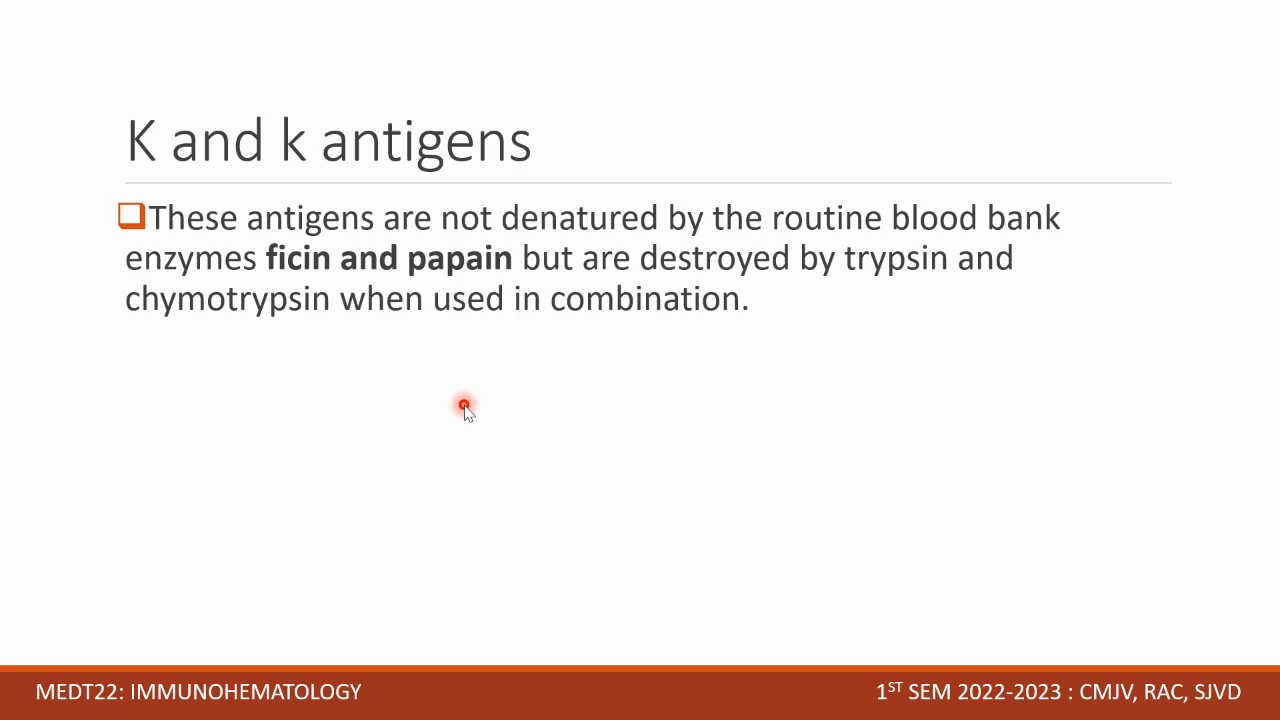 K and k antigens
These antigens are not denatured by the routine blood bank
enzymes ficin and papain but are destroyed by trypsin and
chymotrypsin when used in combination.
MEDT22: IMMUNOHEMATOLOGY
1ST SEM 2022-2023 : CMJV, RAC, SJVD